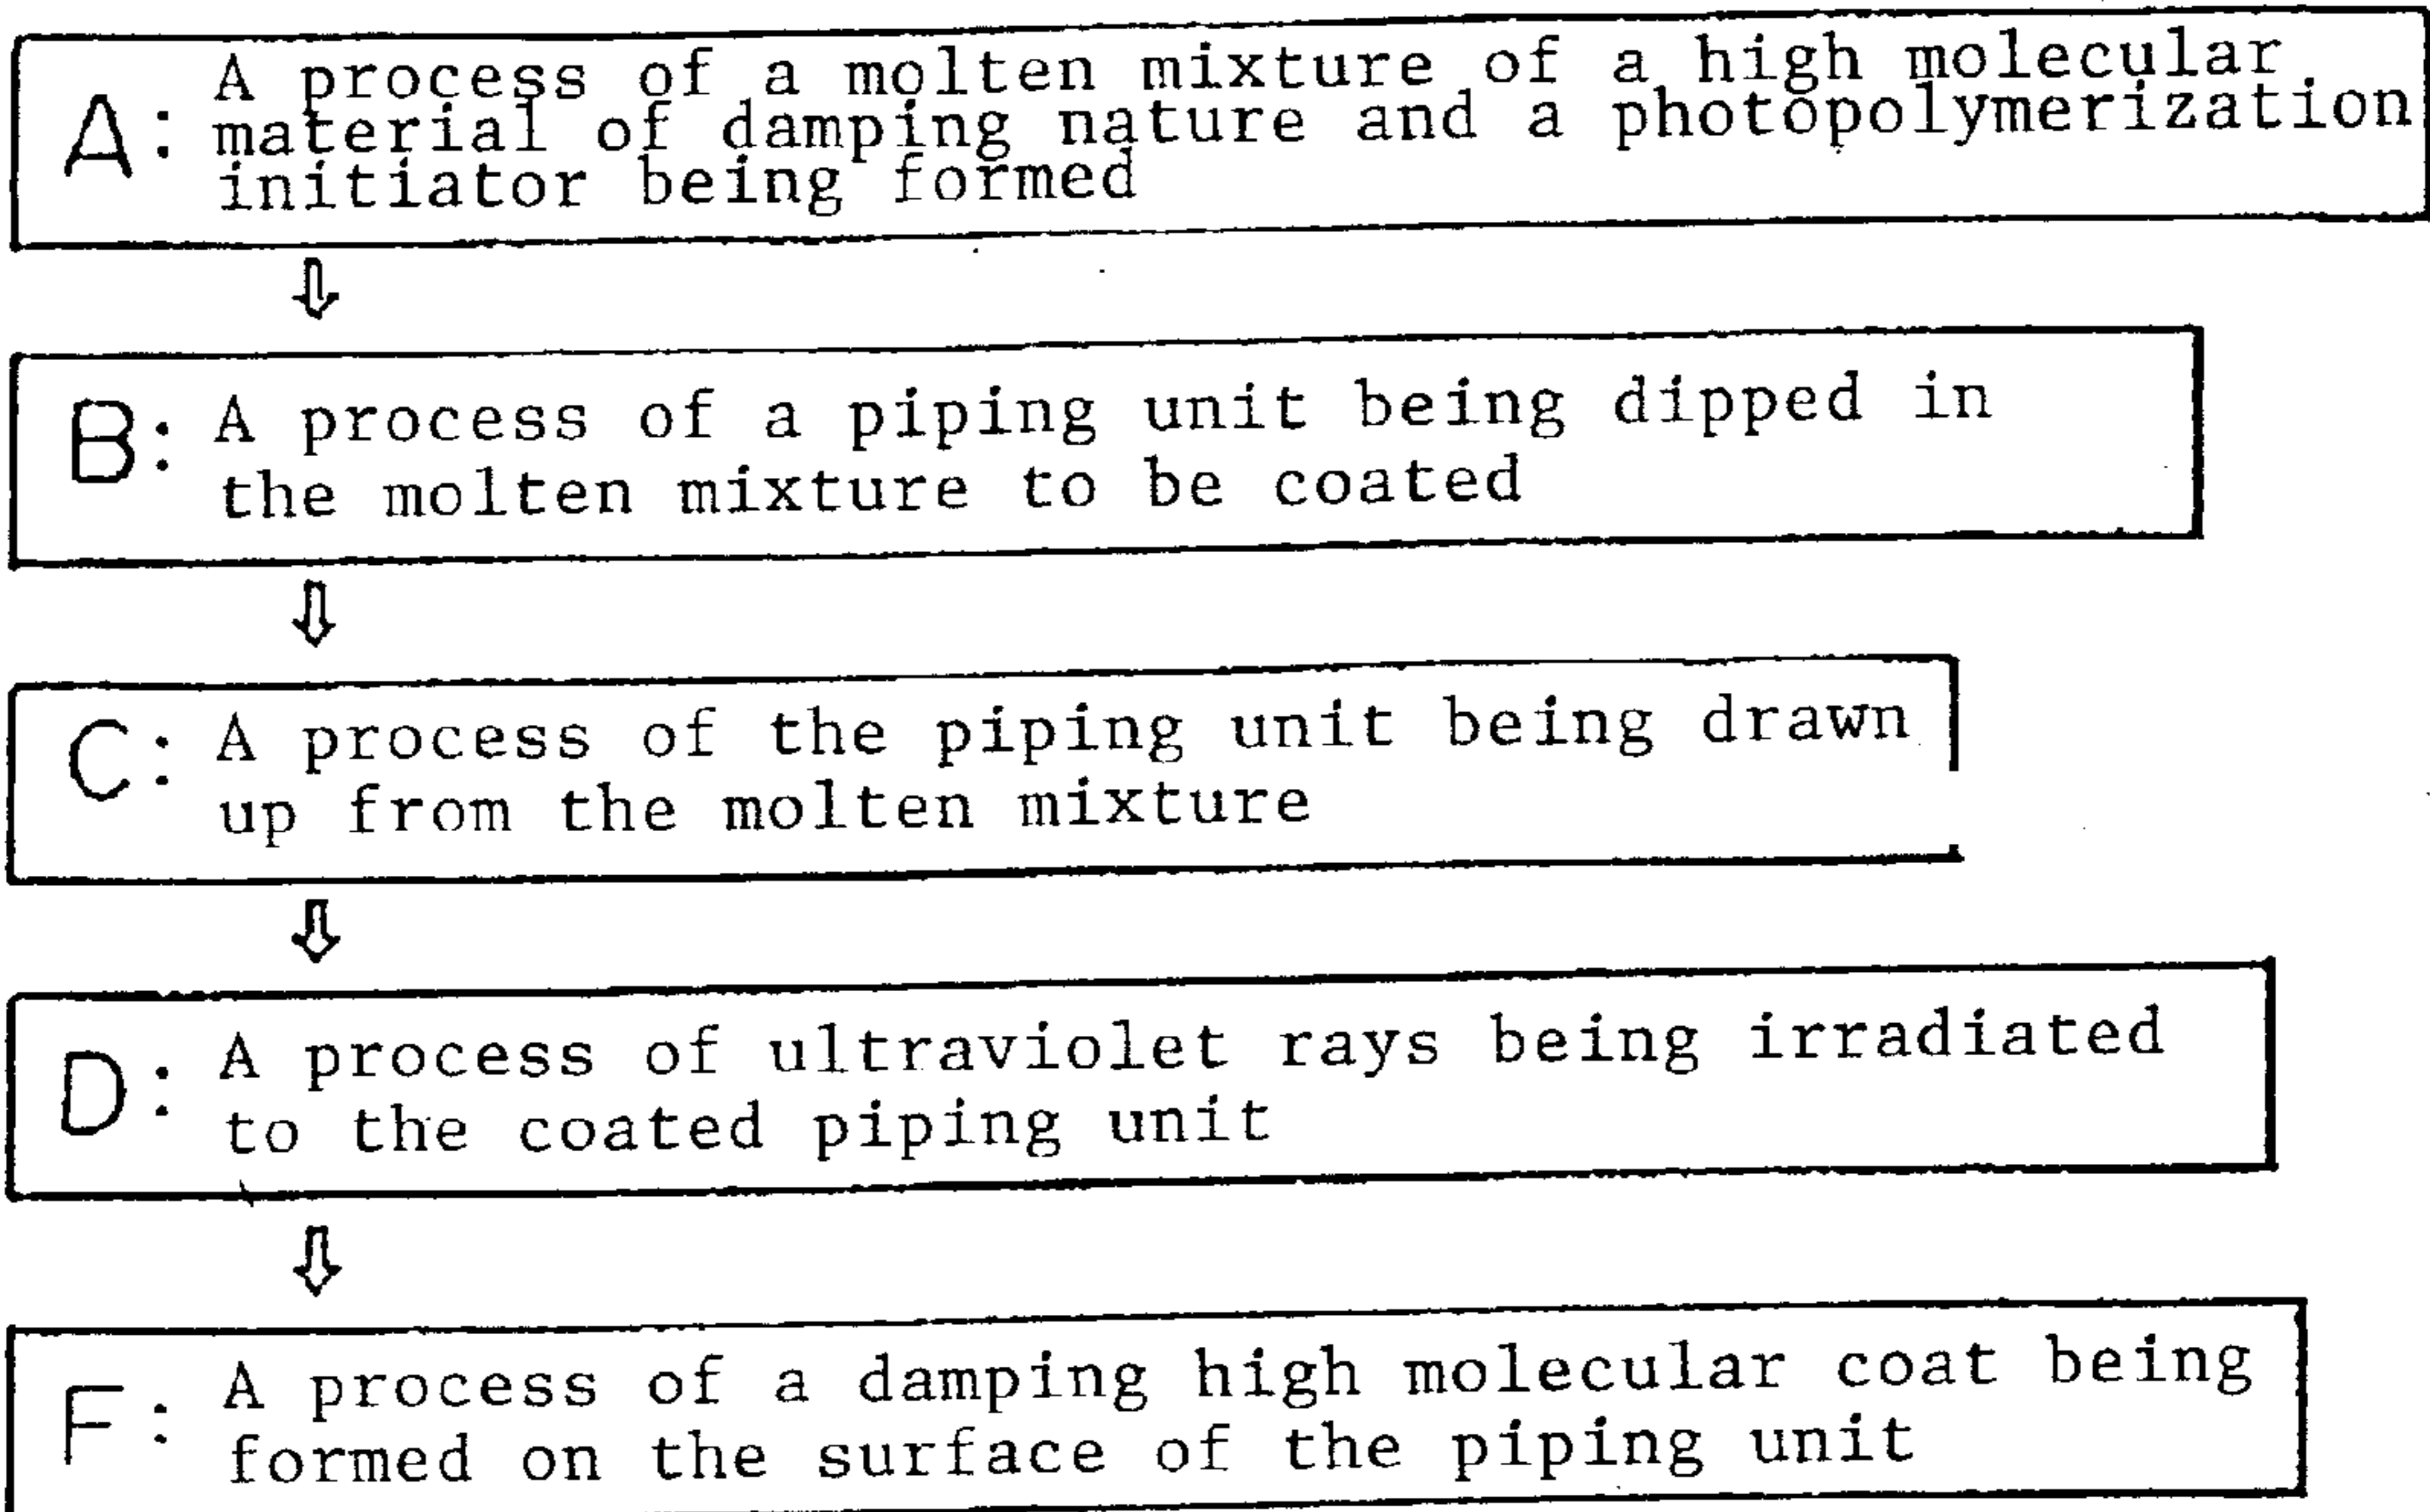 A: A process of a molten mixture of a high molecular
material of damping nature and a photopolymerization
initiator being formed
B: A process of a piping unit being dipped in
the molten mixture to be coated
C: A process of the piping unit being drawn
up from the molten mixture
D: A process of ultraviolet rays being irradiated
to the coated piping unit
F: A process of a damping high molecular coat being
formed on the surface of the piping unit